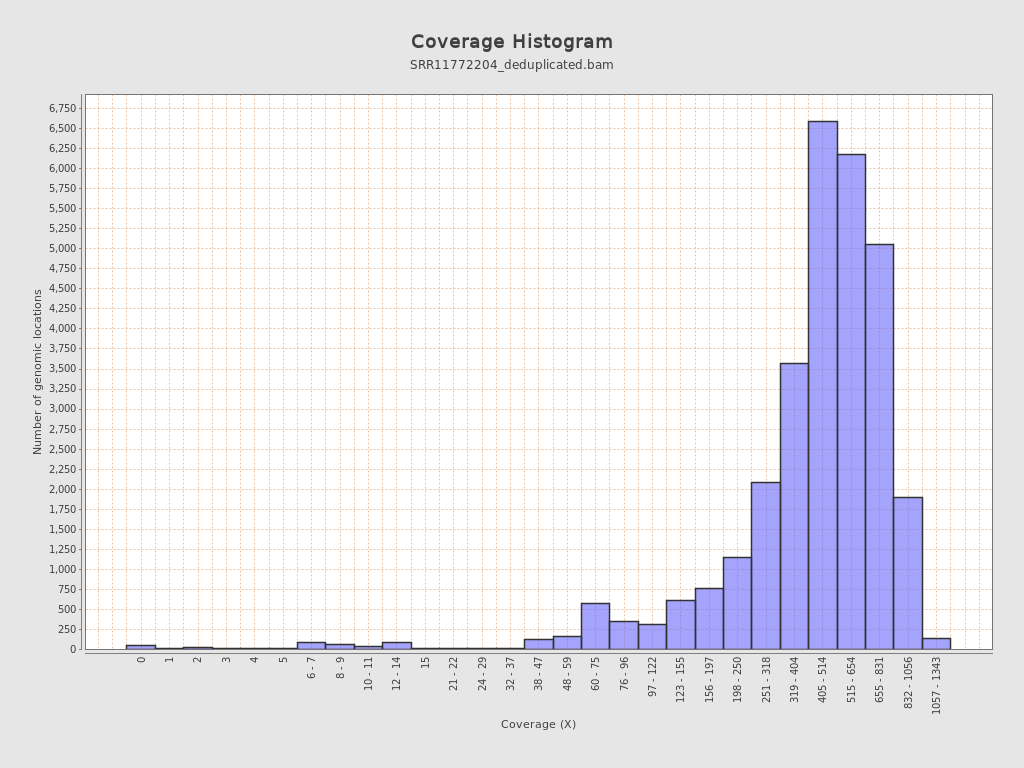 Coverage Histogram
SRR11772204_deduplicated.bam
Number of genomic locations
6,750
6,500
6,250
6,000
5,750
5,500
5,250
5,000
4,750
4,500
4,250
4,000
3,750
3,500
3,250
3,000
2,750
2,500
2,250
2,000
1,750
1,500
1,250
1,000
750
500
250
0
0
1
2
3
4
5
6 - 7
8 - 9
10 - 11
12 - 14
15
21 - 22
24 - 29
32 - 37
38 - 47
48 - 59
60 - 75
76 - 96
97 - 122
123 - 155
156 - 197
198 - 250
251 - 318
319 - 404
405 - 514
515 - 654
655 - 831
832 - 1056
1057 - 1343
Coverage (X)